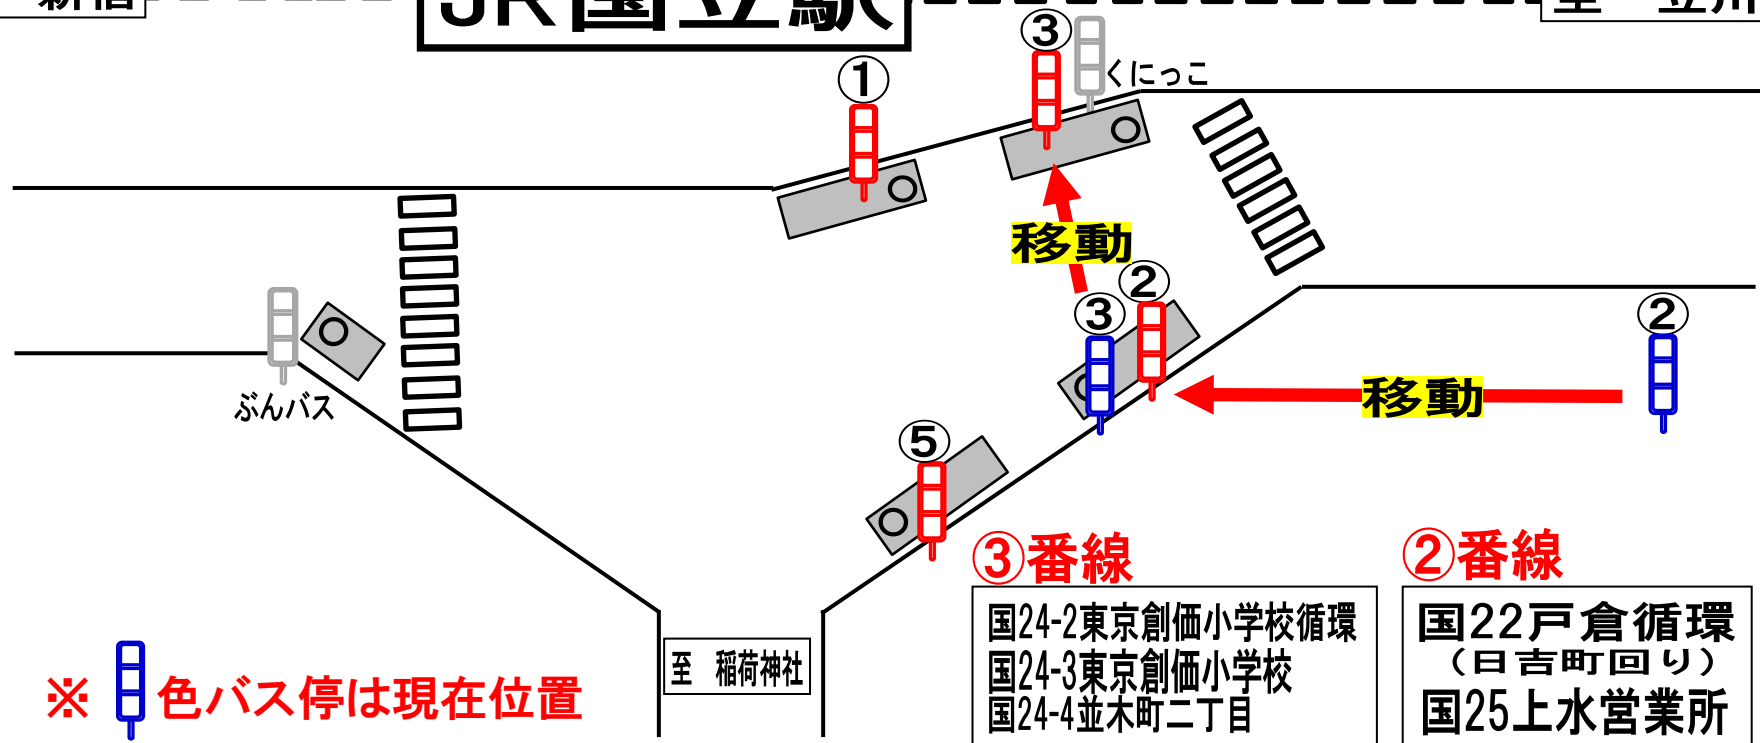 新宿
JR国立駅
至 立川
③
くにっこ
①
移動
②
③
②
移動
ぶんバス
⑤
③番線
国24-2東京創価小学校循環
国24-3東京創価小学校
国24-4並木町二丁目
②番線
国22戸倉循環
(日吉町回り)
国25上水営業所
至 稲荷神社
※ 色バス停は現在位置